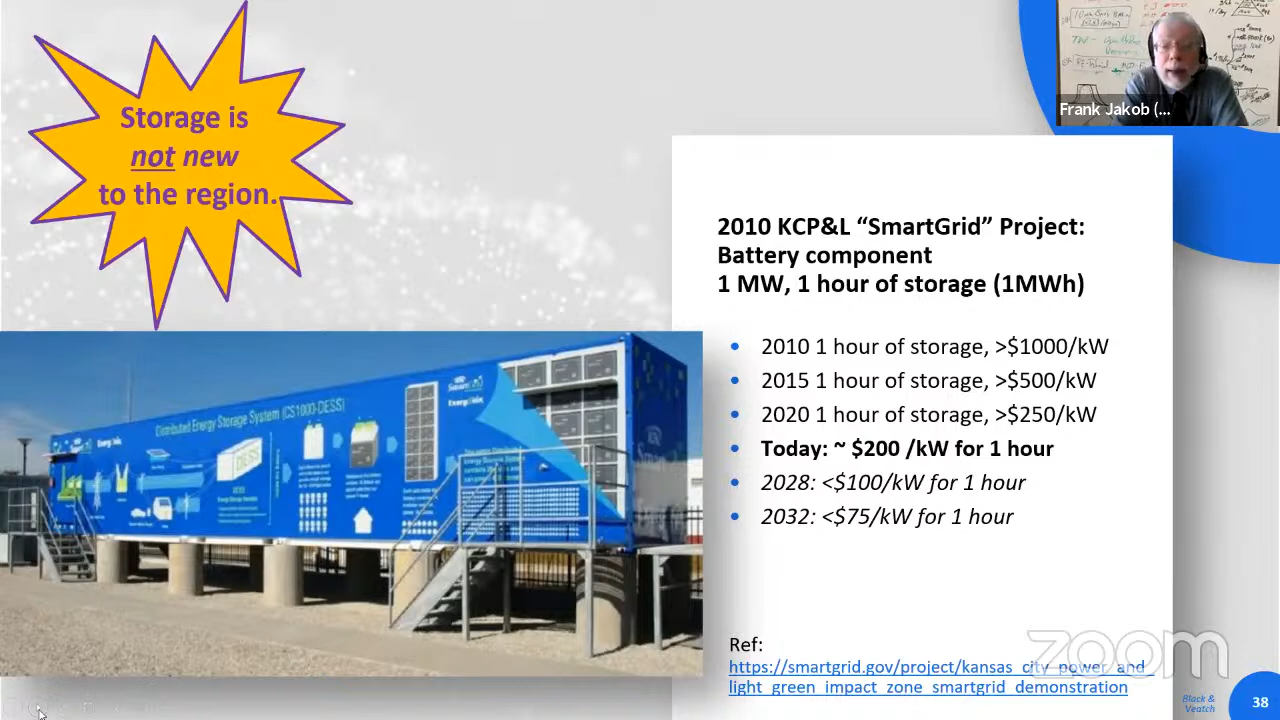 Storage is
not new
to the region.
Frank Jakob (...
2010 KCP&L “SmartGrid” Project:
Battery component
1 MW, 1 hour of storage (1MWh)
• 2010 1 hour of storage, >$1000/kW
• 2015 1 hour of storage, >$500/kW
• 2020 1 hour of storage, >$250/kW
• Today: ~ $200 /kW for 1 hour
• 2028: <$100/kW for 1 hour
• 2032: <$75/kW for 1 hour
Distributed Energy Storage System (CS1000-DESS)
DESS
Ref:
https://smartgrid.gov/project/kansas_city_power_and_
light_green_impact_zone_smartgrid_demonstration
zoom
Black &
Veatch
38